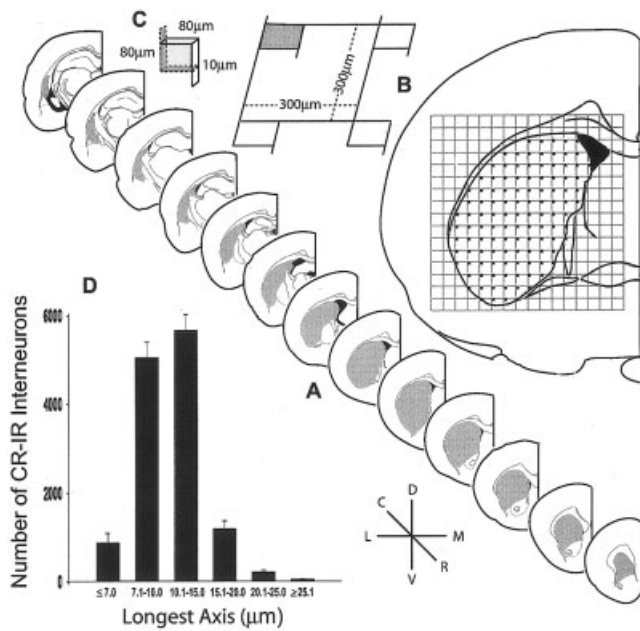 C
80μm
80μm
10μm
300μm
300μm
B
D
6000
4000
2000
0
Number of CR-IR Interneurons
≤7.0 7.1-10.0 10.1-15.0 15.1-20.0 20.1-25.0 ≥25.1
Longest Axis (μm)
A
D
C
L
M
R
V